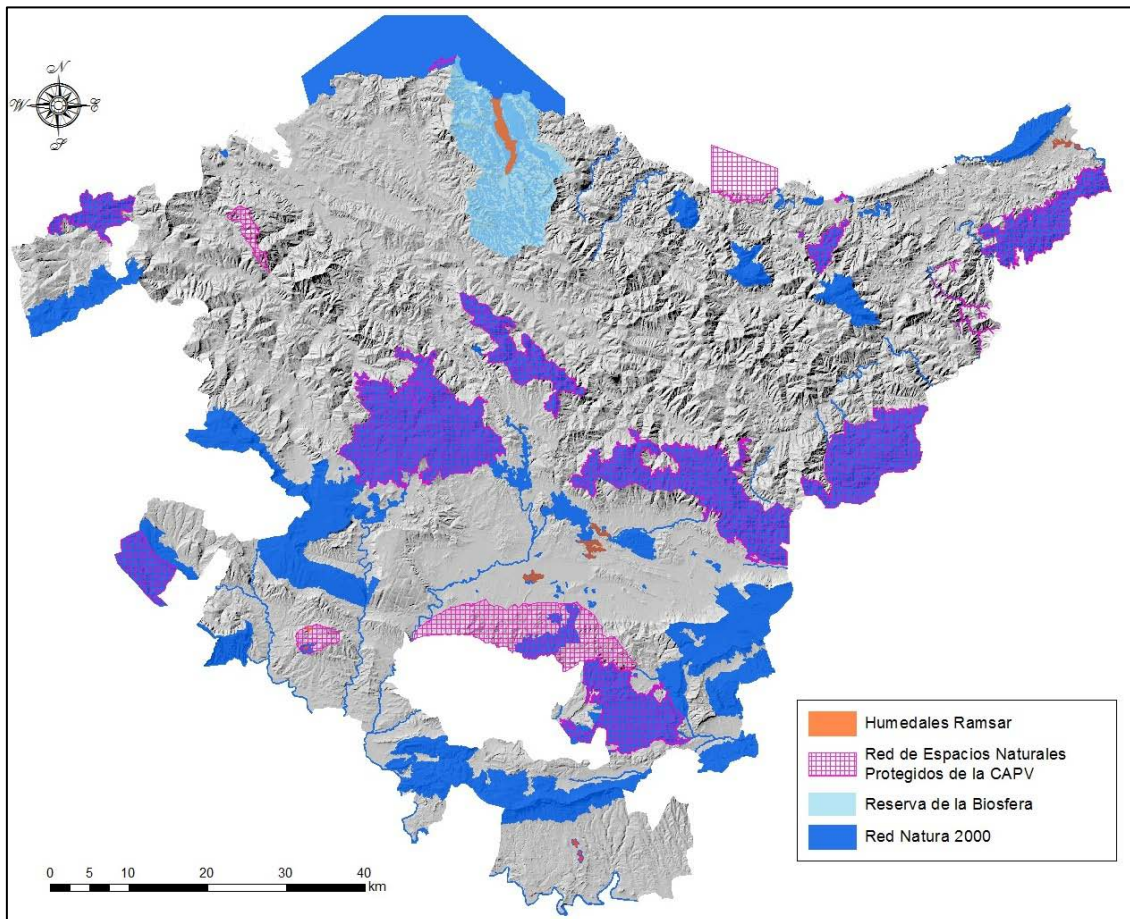 N
W E
S
Humedales Ramsar
Red de Espacios Naturales
Protegidos de la CAPV
Reserva de la Biosfera
Red Natura 2000
0 5 10 20 30 40
km